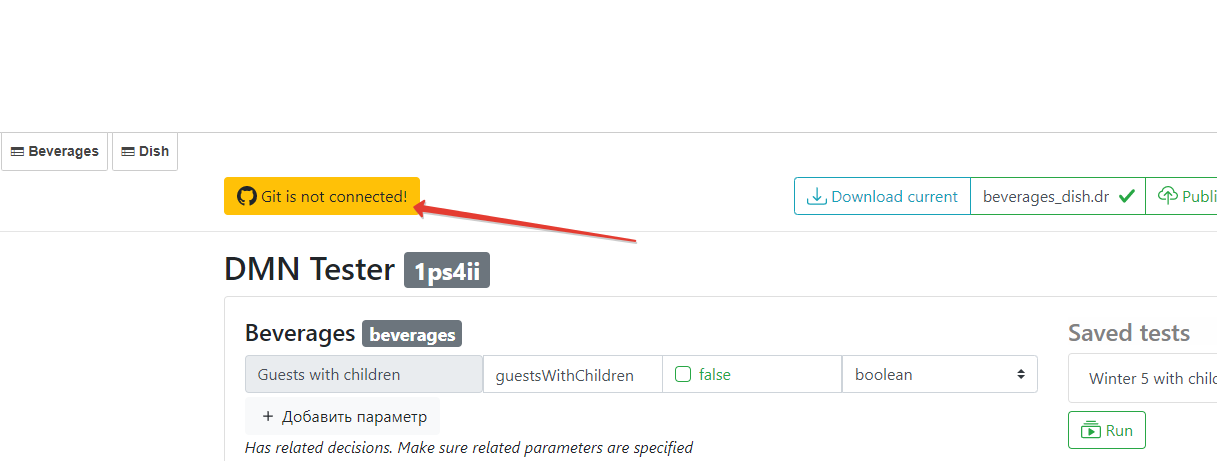 Beverages Dish
Git is not connected! Download current beverages_dish.dr Publi
DMN Tester 1ps4ii
Beverages beverages
Saved tests
Guests with children guestsWithChildren false boolean
Winter 5 with chil
Добавить параметр
Run
Has related decisions. Make sure related parameters are specified